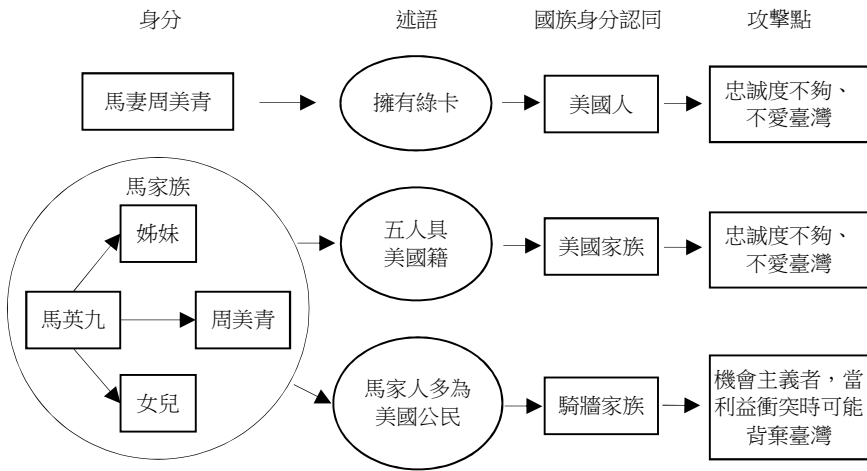 身分 述語 國族身分認同 攻擊點
馬妻周美青
擁有綠卡
美國人
忠誠度不夠、
不愛臺灣
馬家族
姊妹
馬英九
周美青
女兒
五人具
美國籍
美國家族
忠誠度不夠、
不愛臺灣
馬家人多為
美國公民
騎牆家族
機會主義者，當
利益衝突時可能
背棄臺灣